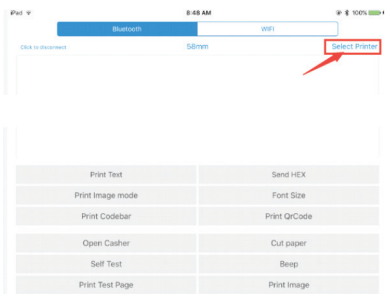 iPad 8:48 AM 100%
Bluetooth WIFI
Click to disconnect 58mm Select Printer
Print Text Send HEX
Print Image mode Font Size
Print Codebar Print QrCode
Open Casher Cut paper
Self Test Beep
Print Test Page Print Image